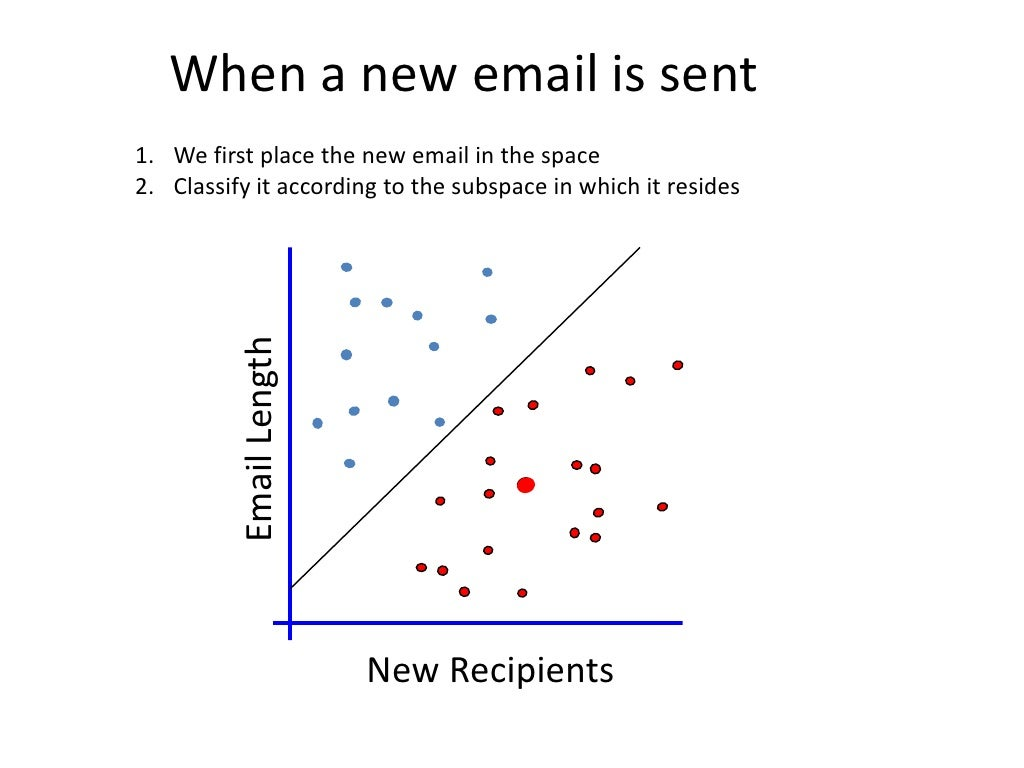 When a new email is sent
1. We first place the new email in the space
2. Classify it according to the subspace in which it resides
Email Length
New Recipients